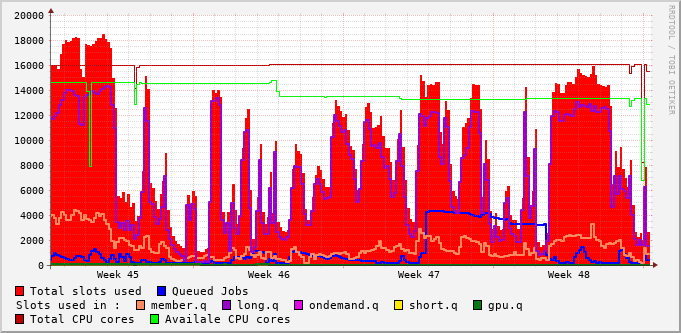 20000
18000
16000
14000
12000
10000
8000
6000
4000
2000
0
Week 45 Week 46 Week 47 Week 48
RRDTOOL / TOBI OETIKER
Total slots used Queued Jobs
Slots used in : member.q long.q ondemand.q short.q gpu.q
Total CPU cores Availale CPU cores